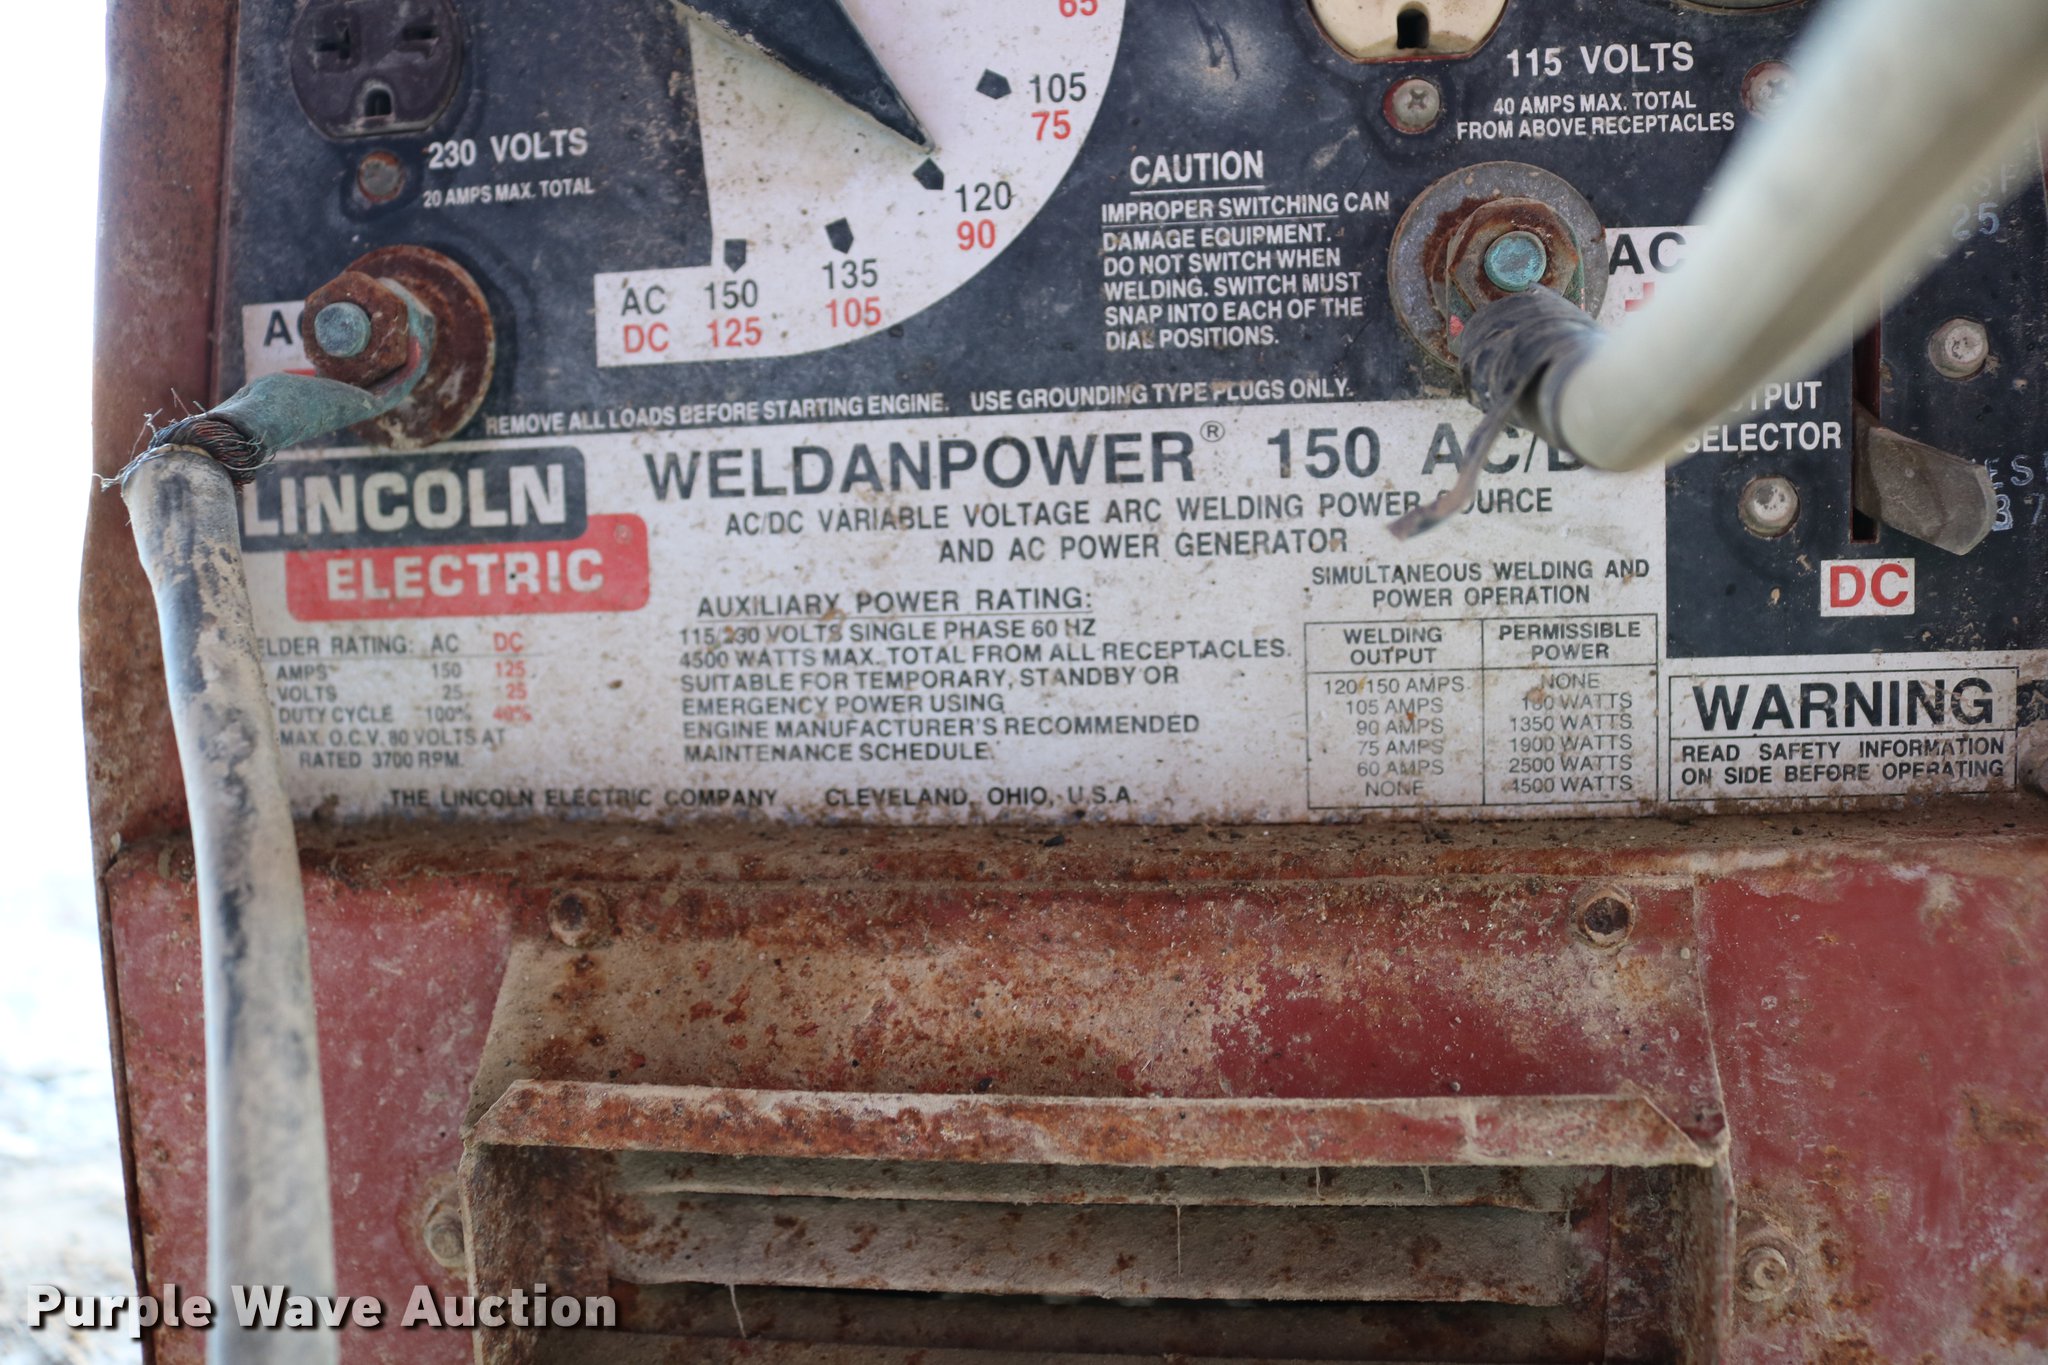 65
105
75
120
90
135
105
AC 150
DC 125
230 VOLTS
20 AMPS MAX. TOTAL
115 VOLTS
40 AMPS MAX. TOTAL
FROM ABOVE RECEPTACLES
CAUTION
IMPROPER SWITCHING CAN
DAMAGE EQUIPMENT.
DO NOT SWITCH WHEN
WELDING. SWITCH MUST
SNAP INTO EACH OF THE
DIAL POSITIONS.
AC
REMOVE ALL LOADS BEFORE STARTING ENGINE. USE GROUNDING TYPE PLUGS ONLY.
SELECTOR
DC
LINCOLN
ELECTRIC
WELDANPOWER® 150 AC/D
AC/DC VARIABLE VOLTAGE ARC WELDING POWER SOURCE
AND AC POWER GENERATOR
ELDER RATING: AC DC
AMPS 150 125
VOLTS 25 25
DUTY CYCLE 100% 40%
MAX. O.C.V. 80 VOLTS AT
RATED 3700 RPM.
AUXILIARY POWER RATING:
115/230 VOLTS SINGLE PHASE 60 HZ
4500 WATTS MAX. TOTAL FROM ALL RECEPTACLES.
SUITABLE FOR TEMPORARY, STANDBY OR
EMERGENCY POWER USING
ENGINE MANUFACTURER'S RECOMMENDED
MAINTENANCE SCHEDULE.
SIMULTANEOUS WELDING AND
POWER OPERATION
WELDING OUTPUT PERMISSIBLE POWER
120-150 AMPS NONE
105 AMPS WATTS
90 AMPS 1350 WATTS
75 AMPS 1900 WATTS
60 AMPS 2500 WATTS
NONE 4500 WATTS
THE LINCOLN ELECTRIC COMPANY CLEVELAND, OHIO, U.S.A.
WARNING
READ SAFETY INFORMATION
ON SIDE BEFORE OPERATING
Purple Wave Auction